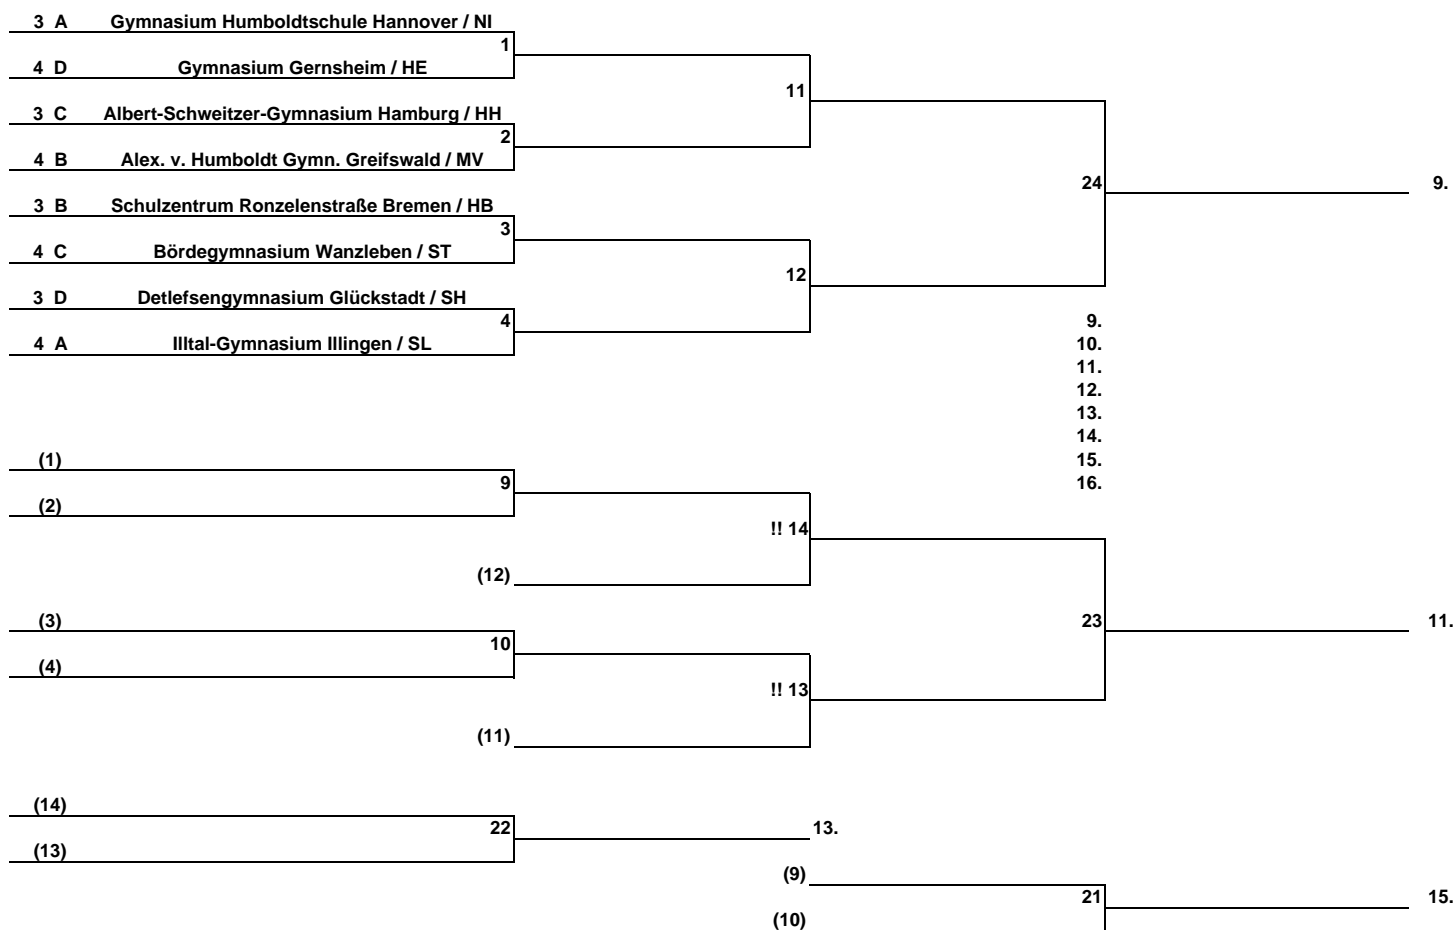 3 A Gymnasium Humboldtschule Hannover / NI
1
4 D Gymnasium Gernsheim / HE
11
3 C Albert-Schweitzer-Gymnasium Hamburg / HH
2
4 B Alex. v. Humboldt Gymn. Greifswald / MV
24 9.
3 B Schulzentrum Ronzelenstraße Bremen / HB
3
4 C Bördegymnasium Wanzleben / ST
12
3 D Detlefsengymnasium Glückstadt / SH
4 9.
4 A Illtal-Gymnasium Illingen / SL 10.
11.
12.
13.
14.
(1) 15.
9 16.
(2)
!! 14
(12)
(3) 23 11.
10
(4)
!! 13
(11)
(14)
22 13.
(13)
(9)
21 15.
(10)